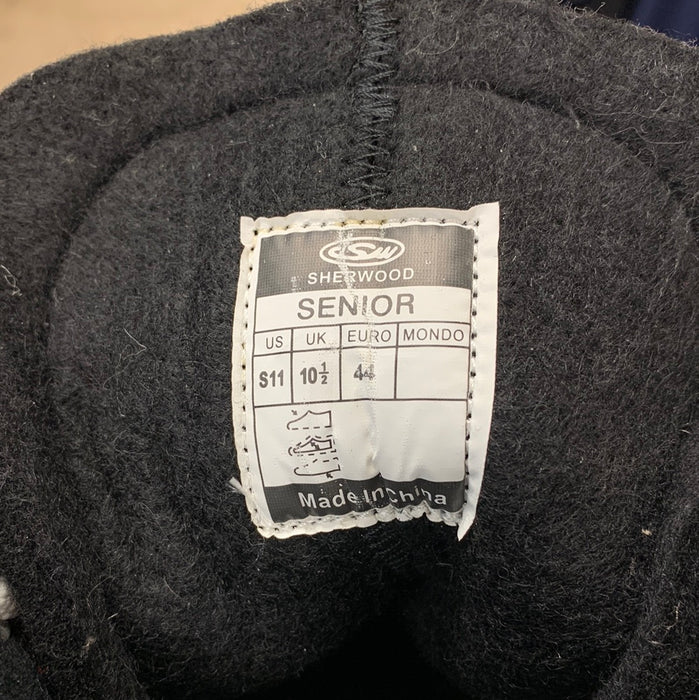 SW
SHERWOOD
SENIOR
US UK EURO MONDO
S11 10½ 44
Made in China